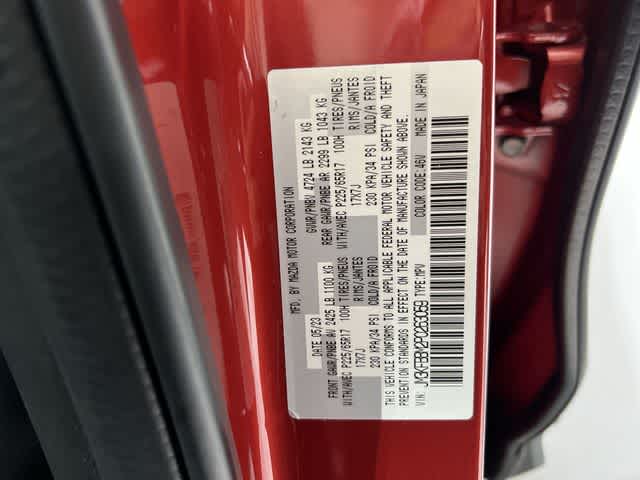 MFD. BY MAZDA MOTOR CORPORATION
DATE 05/23 GVWR/PNBV 4724 LB 2143 KG
FRONT GAWR/PNBE AV 2425 LB 1100 KG REAR GAWR/PNBE AR 2299 LB 1043 KG
WITH/AVEC P225/65R17 100H TIRES/PNEUS WITH/AVEC P225/65R17 100H TIRES/PNEUS
17X7J RIMS/JANTES 17X7J RIMS/JANTES
230 KPA/34 PSI COLD/A FROID 230 KPA/34 PSI COLD/A FROID
THIS VEHICLE CONFORMS TO ALL APPLICABLE FEDERAL MOTOR VEHICLE SAFETY AND THEFT
PREVENTION STANDARDS IN EFFECT ON THE DATE OF MANUFACTURE SHOWN ABOVE.
VIN: TYPE:MPV COLOR CODE:46V MADE IN JAPAN